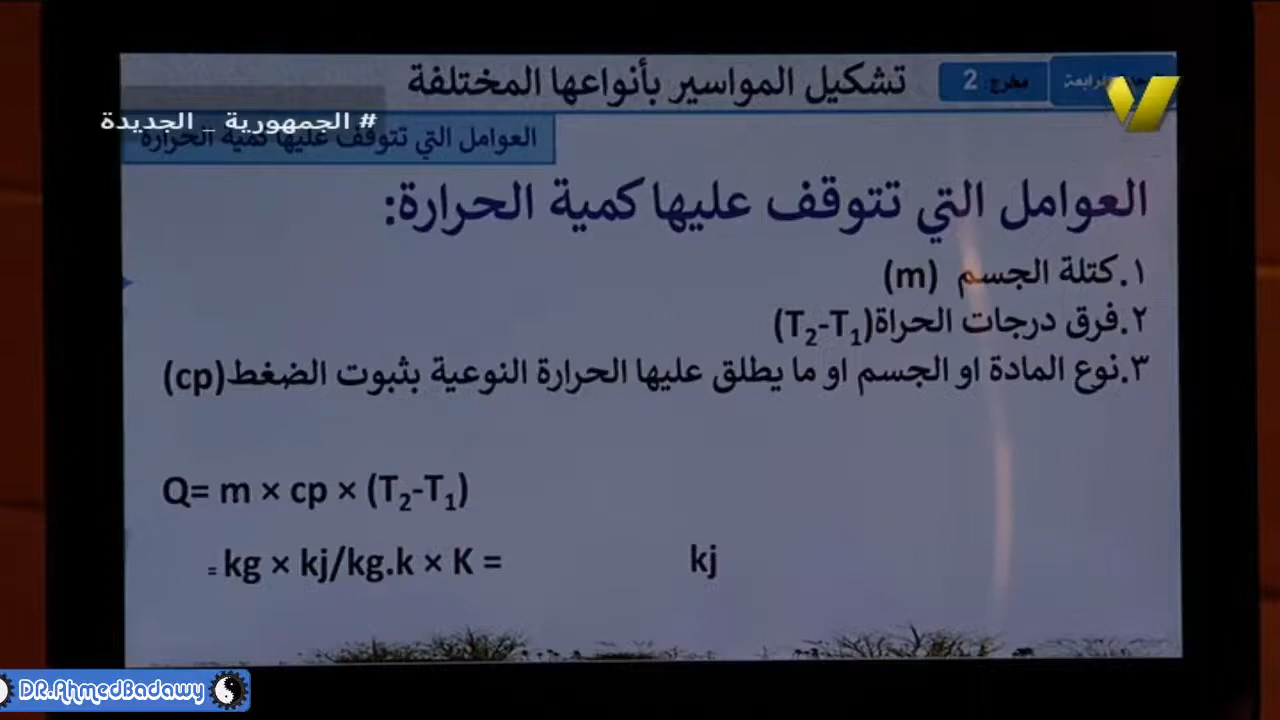 تشكيل المواسير بأنواعها المختلفة
مخرج: 2
الرابعة
# الجمهورية _ الجديدة
العوامل التي تتوقف عليها كمية الحرارة
العوامل التي تتوقف عليها كمية الحرارة:
١.كتلة الجسم (m)
٢.فرق درجات الحراة(T₂-T₁)
٣.نوع المادة او الجسم او ما يطلق عليها الحرارة النوعية بثبوت الضغط(cp)
Q= m × cp × (T₂-T₁)
= kg × kj/kg.k × K = kj
DR.AhmedBadawy